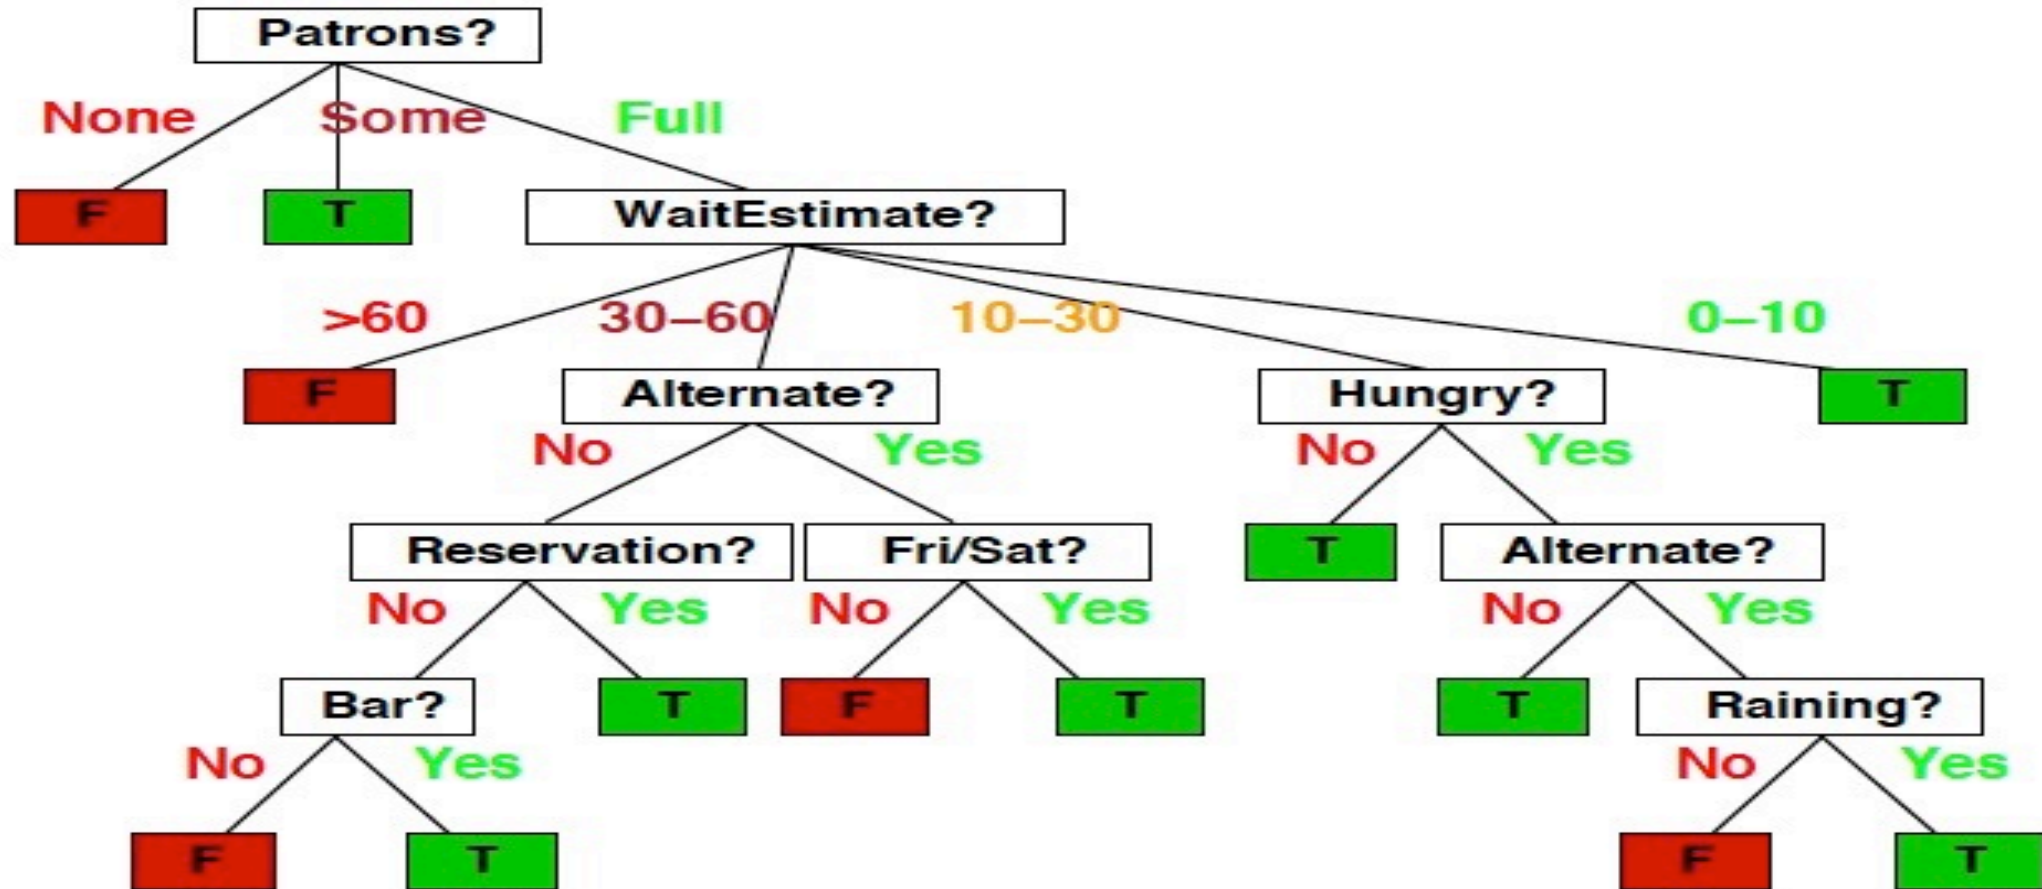 Patrons?
None Some Full
F T WaitEstimate?
>60 30–60 10–30 0–10
F Alternate? Hungry? T
No Yes No Yes
Reservation? Fri/Sat? T Alternate?
No Yes No Yes No Yes
Bar? T F T T Raining?
No Yes No Yes
F T F T